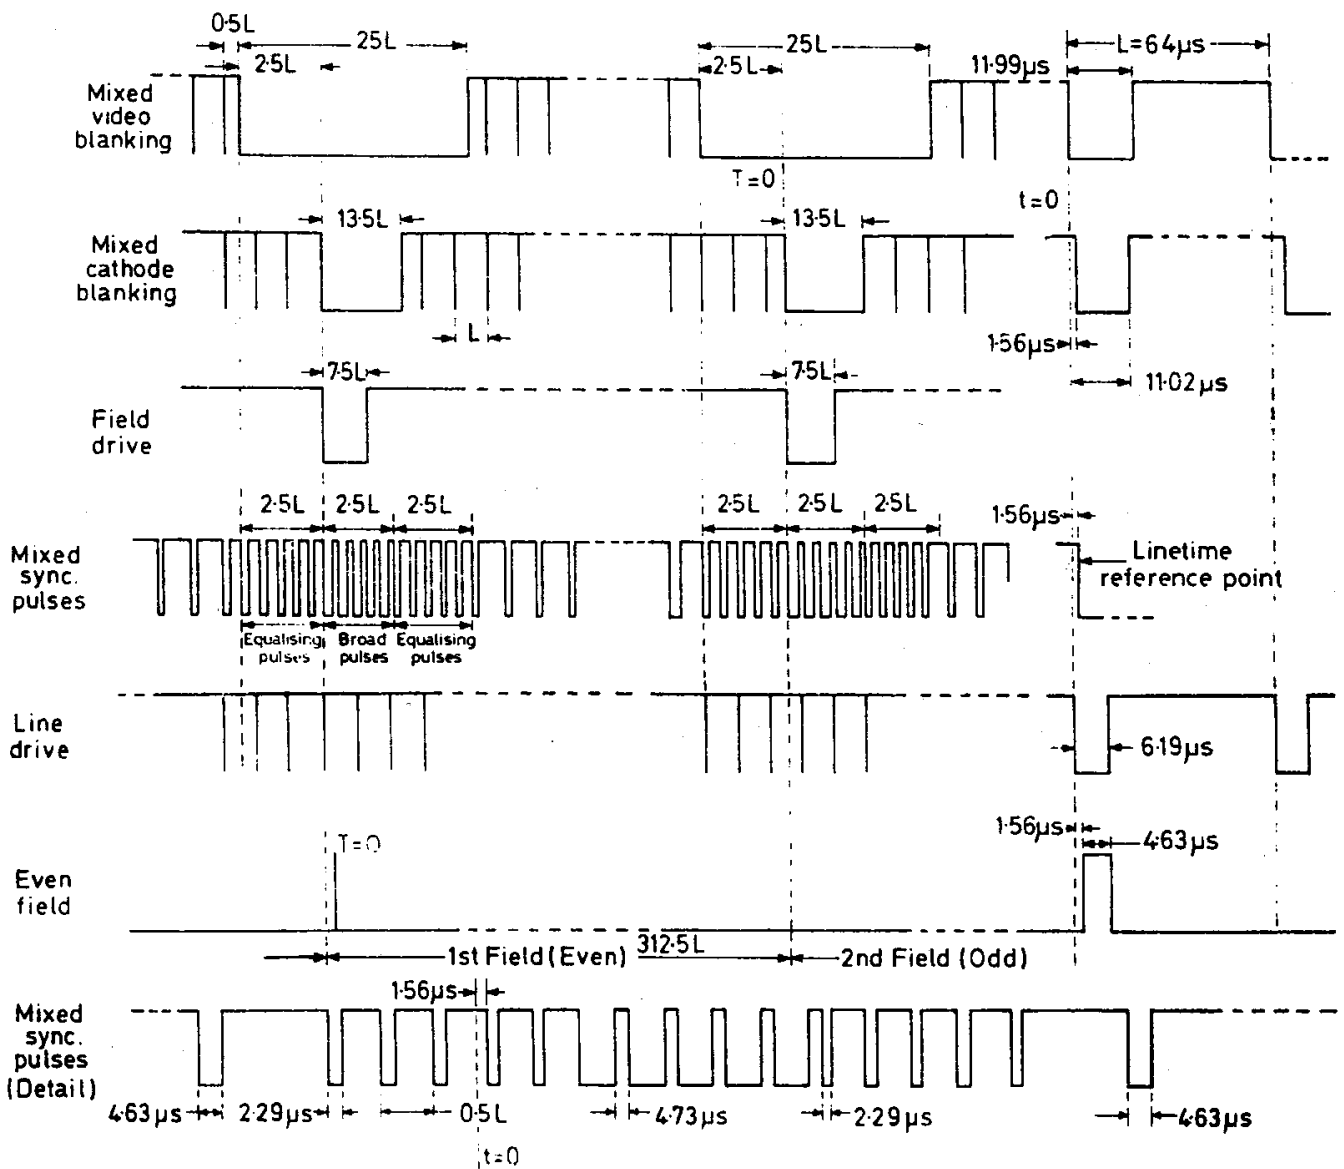 0·5L
25L
25L
L=64µs
2·5L
2·5L
11·99µs
Mixed
video
blanking
T=0
t=0
13·5L
13·5L
Mixed
cathode
blanking
L
1·56µs
7·5L
7·5L
11·02µs
Field
drive
2·5L
2·5L
2·5L
2·5L
2·5L
2·5L
1·56µs
Mixed
sync.
pulses
Linetime
reference point
Equalising
pulses
Broad
pulses
Equalising
pulses
Line
drive
6·19µs
1·56µs
4·63µs
T=0
Even
field
1st Field (Even)
312·5L
2nd Field (Odd)
1·56µs
Mixed
sync.
pulses
(Detail)
4·63µs
2·29µs
0·5L
4·73µs
2·29µs
4·63µs
t=0